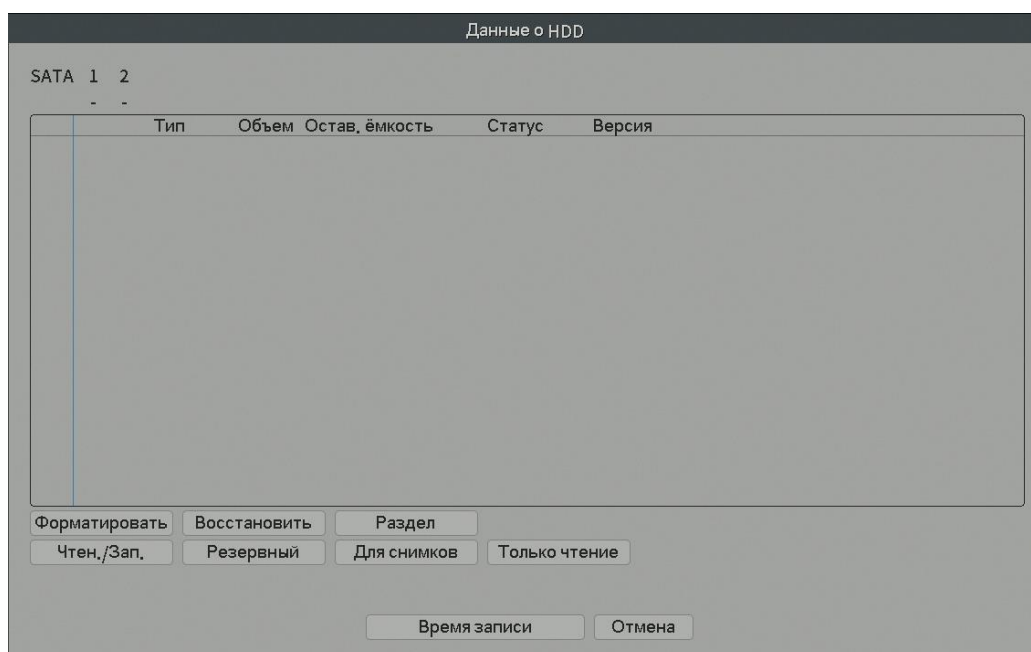 Данные о HDD
SATA 1 2
- -
Тип Объем Остав. ёмкость Статус Версия
Форматировать Восстановить Раздел
Чтен./Зап. Резервный Для снимков Только чтение
Время записи Отмена